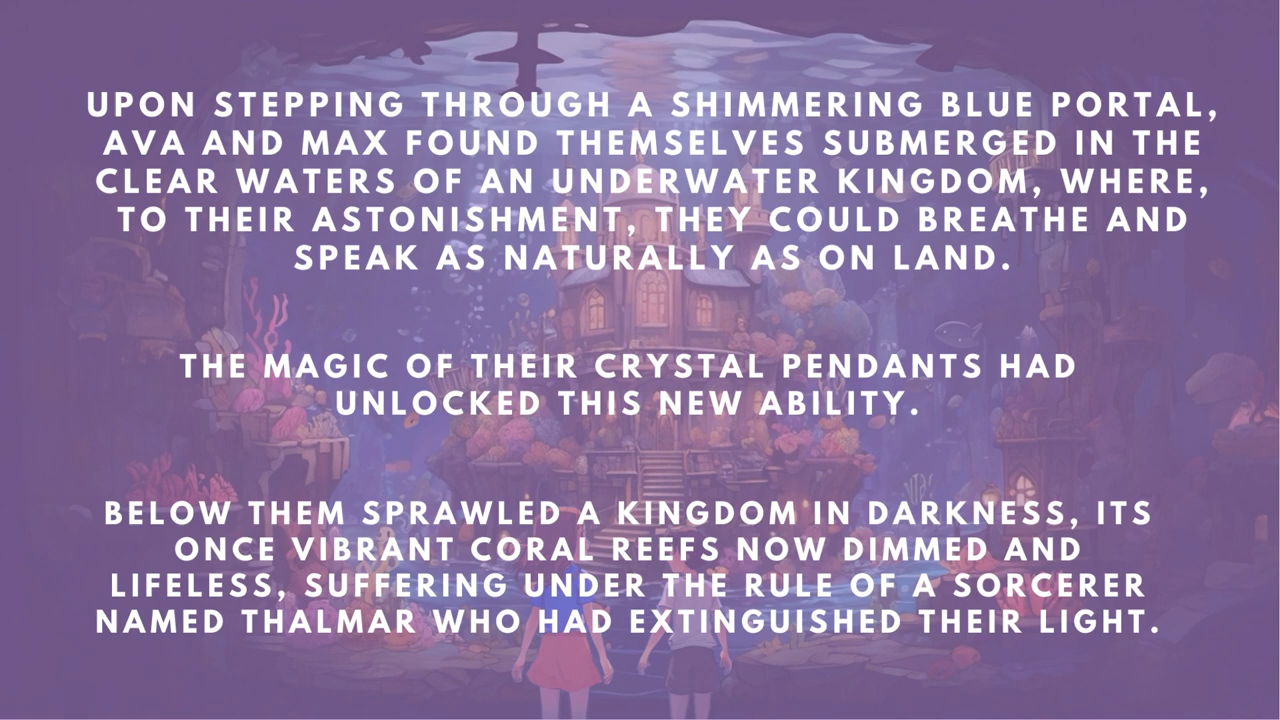 UPON STEPPING THROUGH A SHIMMERING BLUE PORTAL,
AVA AND MAX FOUND THEMSELVES SUBMERGED IN THE
CLEAR WATERS OF AN UNDERWATER KINGDOM, WHERE,
TO THEIR ASTONISHMENT, THEY COULD BREATHE AND
SPEAK AS NATURALLY AS ON LAND.
THE MAGIC OF THEIR CRYSTAL PENDANTS HAD
UNLOCKED THIS NEW ABILITY.
BELOW THEM SPRAWLED A KINGDOM IN DARKNESS, ITS
ONCE VIBRANT CORAL REEFS NOW DIMMED AND
LIFELESS, SUFFERING UNDER THE RULE OF A SORCERER
NAMED THALMAR WHO HAD EXTINGUISHED THEIR LIGHT.